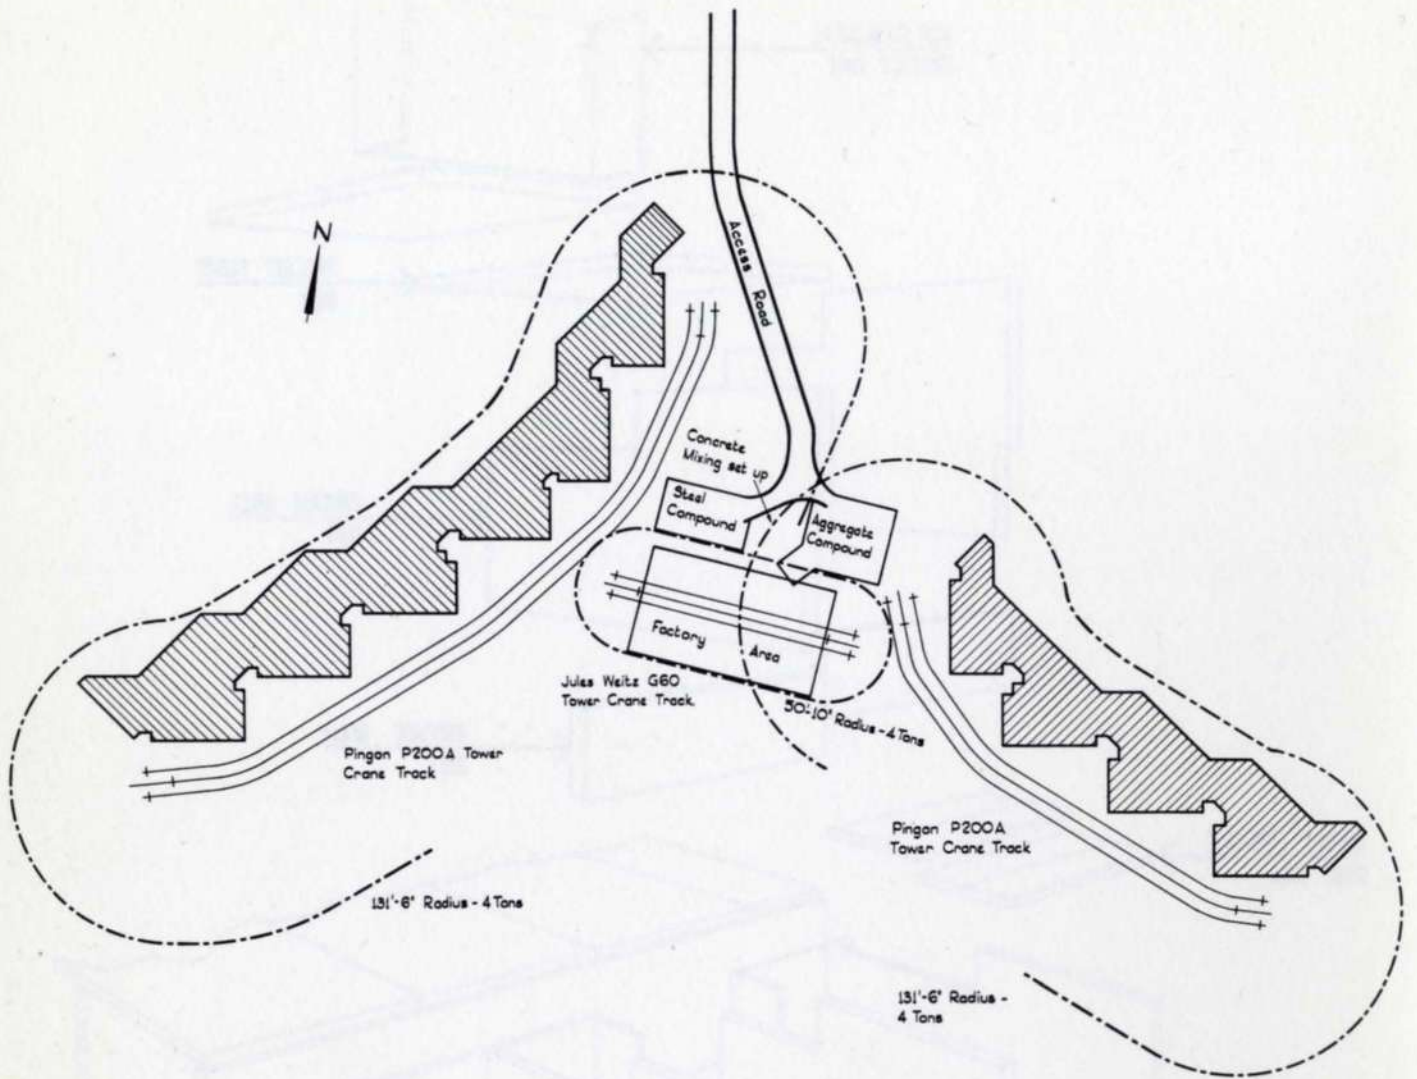 N
Access Road
Concrete
Mixing set up
Steel
Compound
Aggregate
Compound
Factory Area
Jules Weitz G60
Tower Crane Track.
50'-10" Radius - 4 Tons
Pingon P200A Tower
Crane Track
Pingon P200A
Tower Crane Track
131'-6" Radius - 4 Tons
131'-6" Radius -
4 Tons